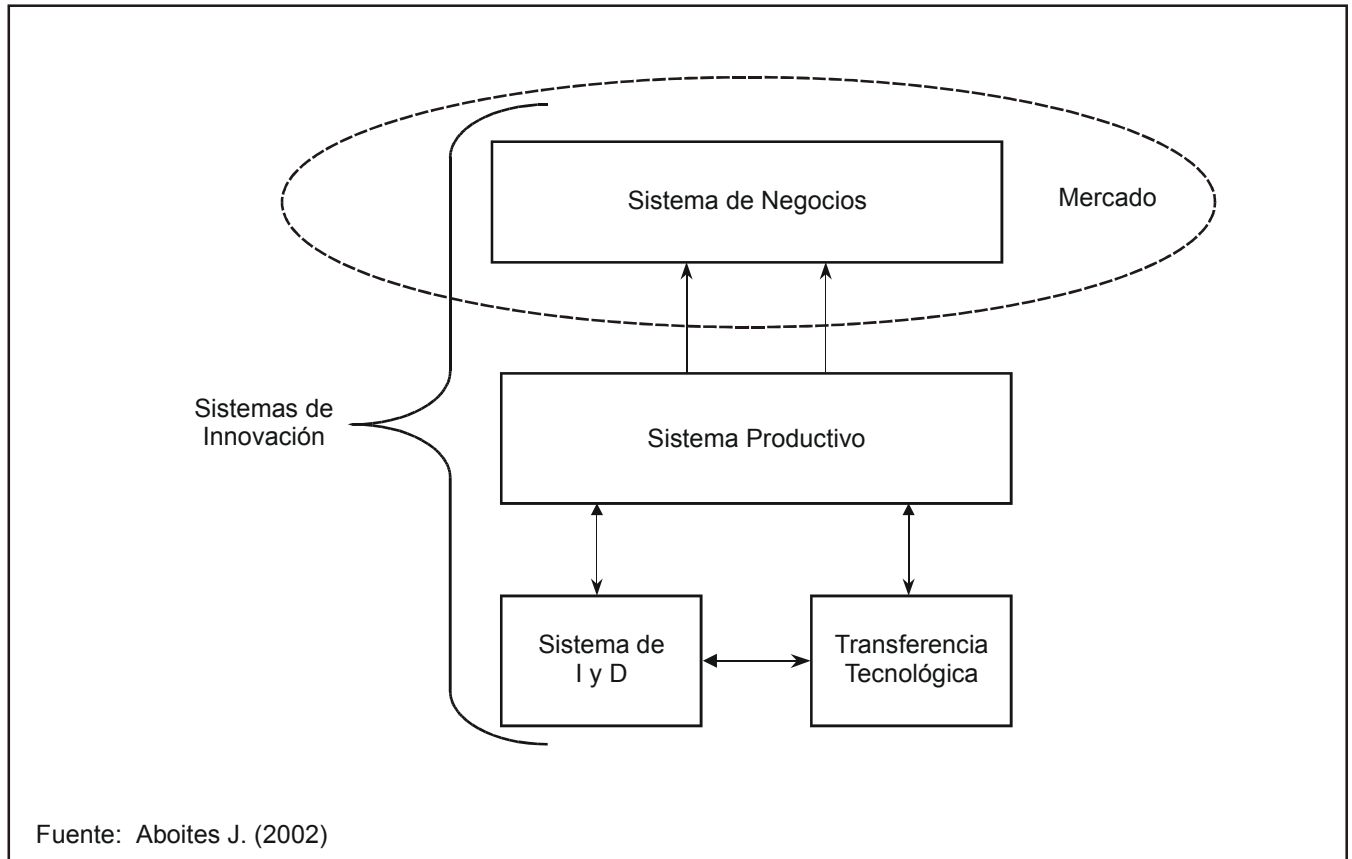 Sistema de Negocios
Mercado
Sistemas de
Innovación
Sistema Productivo
Sistema de
I y D
Transferencia
Tecnológica
Fuente: Aboites J. (2002)